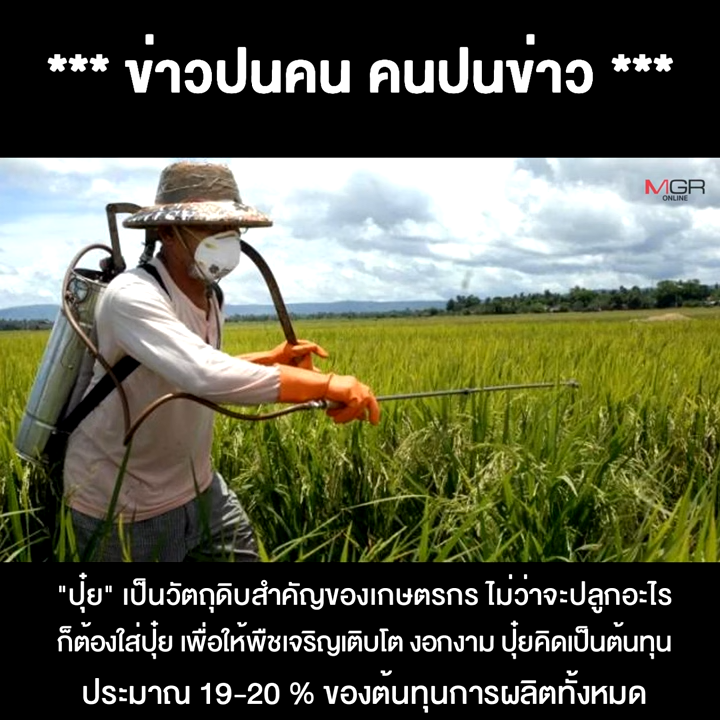 *** ข่าวปนคน คนปนข่าว ***
MGR
ONLINE
"ปุ๋ย" เป็นวัตถุดิบสำคัญของเกษตรกร ไม่ว่าจะปลูกอะไร
ก็ต้องใส่ปุ๋ย เพื่อให้พืชเจริญเติบโต งอกงาม ปุ๋ยคิดเป็นต้นทุน
ประมาณ 19-20 % ของต้นทุนการผลิตทั้งหมด